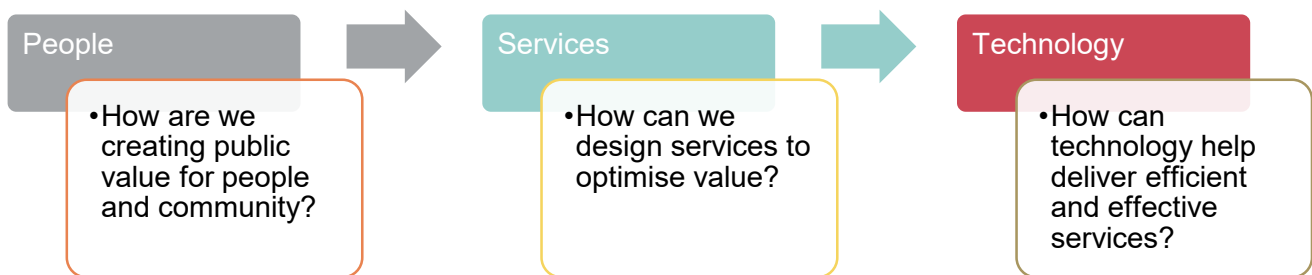 People
•How are we
creating public
value for people
and community?
Services
•How can we
design services to
optimise value?
Technology
•How can
technology help
deliver efficient
and effective
services?